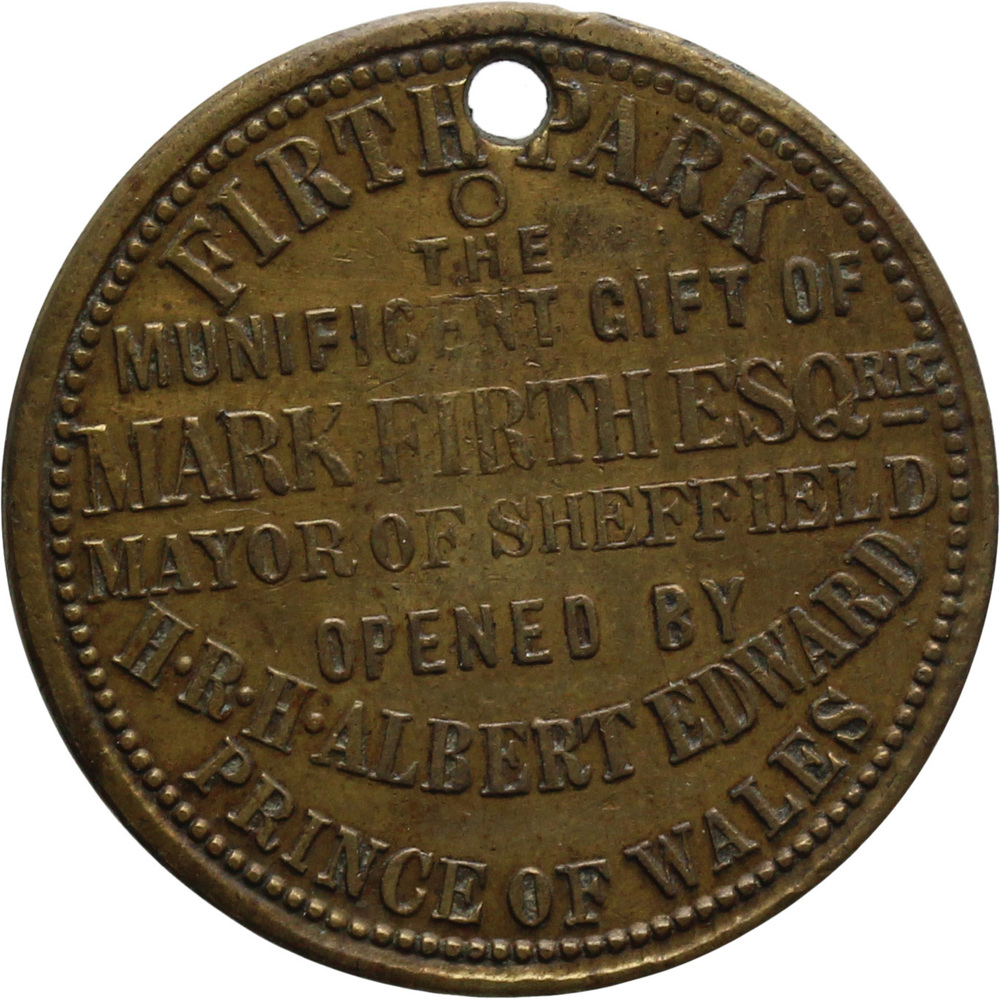 FIRTH PARK
THE
MUNIFICENT GIFT OF
MARK FIRTH ESQRE
MAYOR OF SHEFFIELD
OPENED BY
H·R·H·ALBERT EDWARD
PRINCE OF WALES